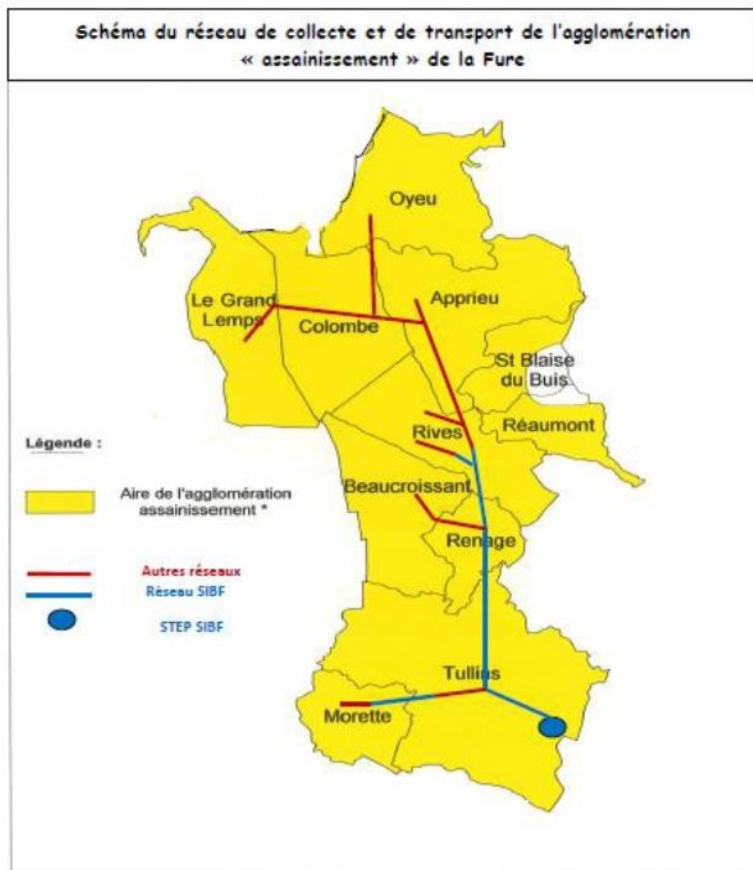 Schéma du réseau de collecte et de transport de l'agglomération
« assainissement » de la Fure
Oyeu
Apprieu
Le Grand
Lemps
Colombe
St Blaise
du Buis
Réaumont
Rives
Légende :
Beaucroissant
Aire de l'agglomération
assainissement *
Renage
Autres réseaux
Réseau SIBF
STEP SIBF
Tullins
Morette